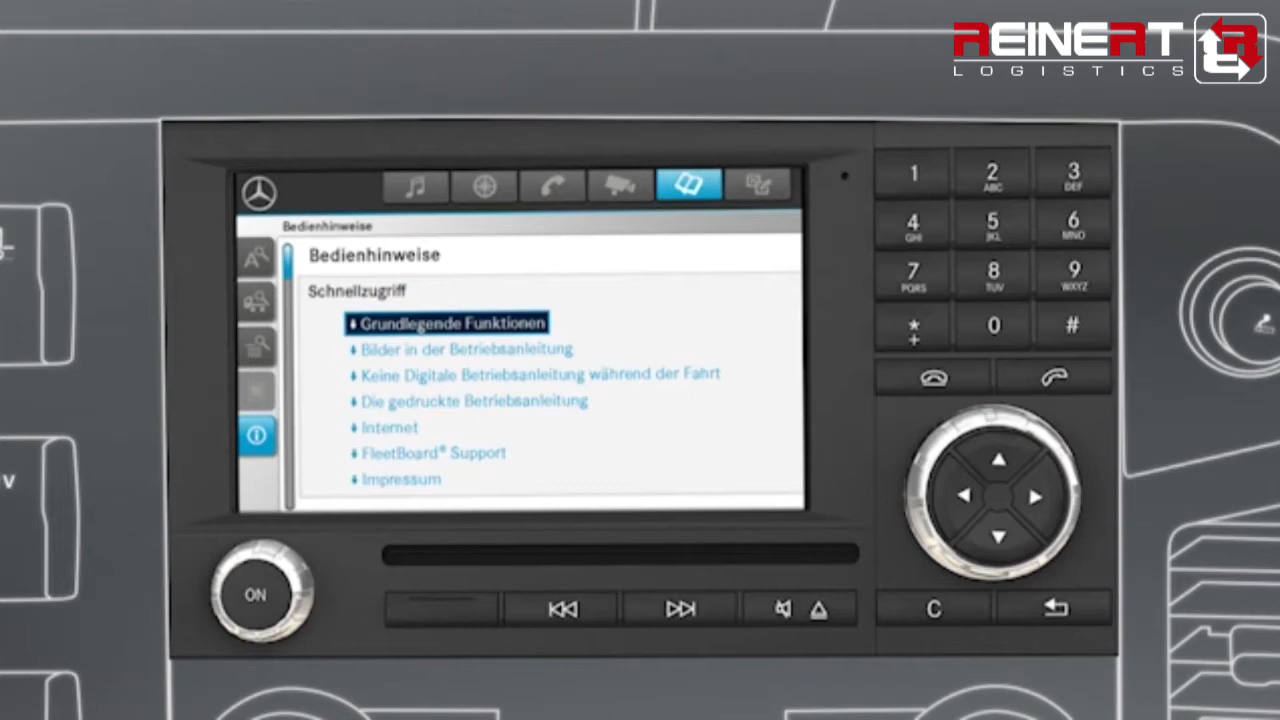 REINERT
LOGISTICS
Bedienhinweise
Bedienhinweise
Schnellzugriff
Grundlegende Funktionen
Bilder in der Betriebsanleitung
Keine Digitale Betriebsanleitung während der Fahrt
Die gedruckte Betriebsanleitung
Internet
FleetBoard® Support
Impressum
1
2 ABC
3 DEF
4 GHI
5 JKL
6 MNO
7 PQRS
8 TUV
9 WXYZ
* +
0
#
ON
C
V